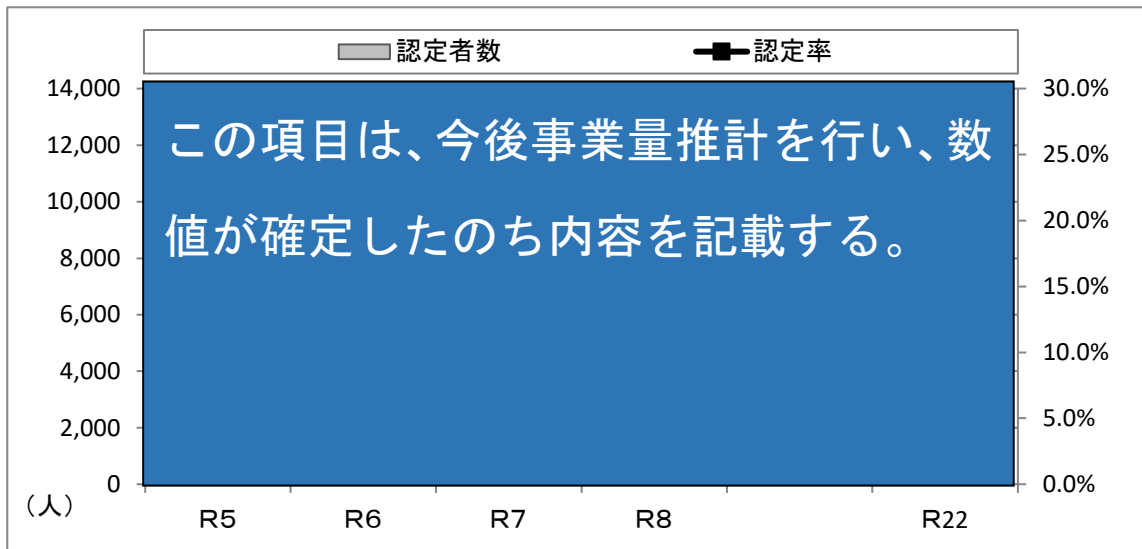 認定者数 認定率
14,000 30.0%
この項目は、今後事業量推計を行い、数
12,000
25.0%
10,000
20.0%
値が確定したのち内容を記載する。
8,000
15.0%
6,000
10.0%
4,000
5.0%
2,000
0 0.0%
（人）
R5 R6 R7 R8 R22